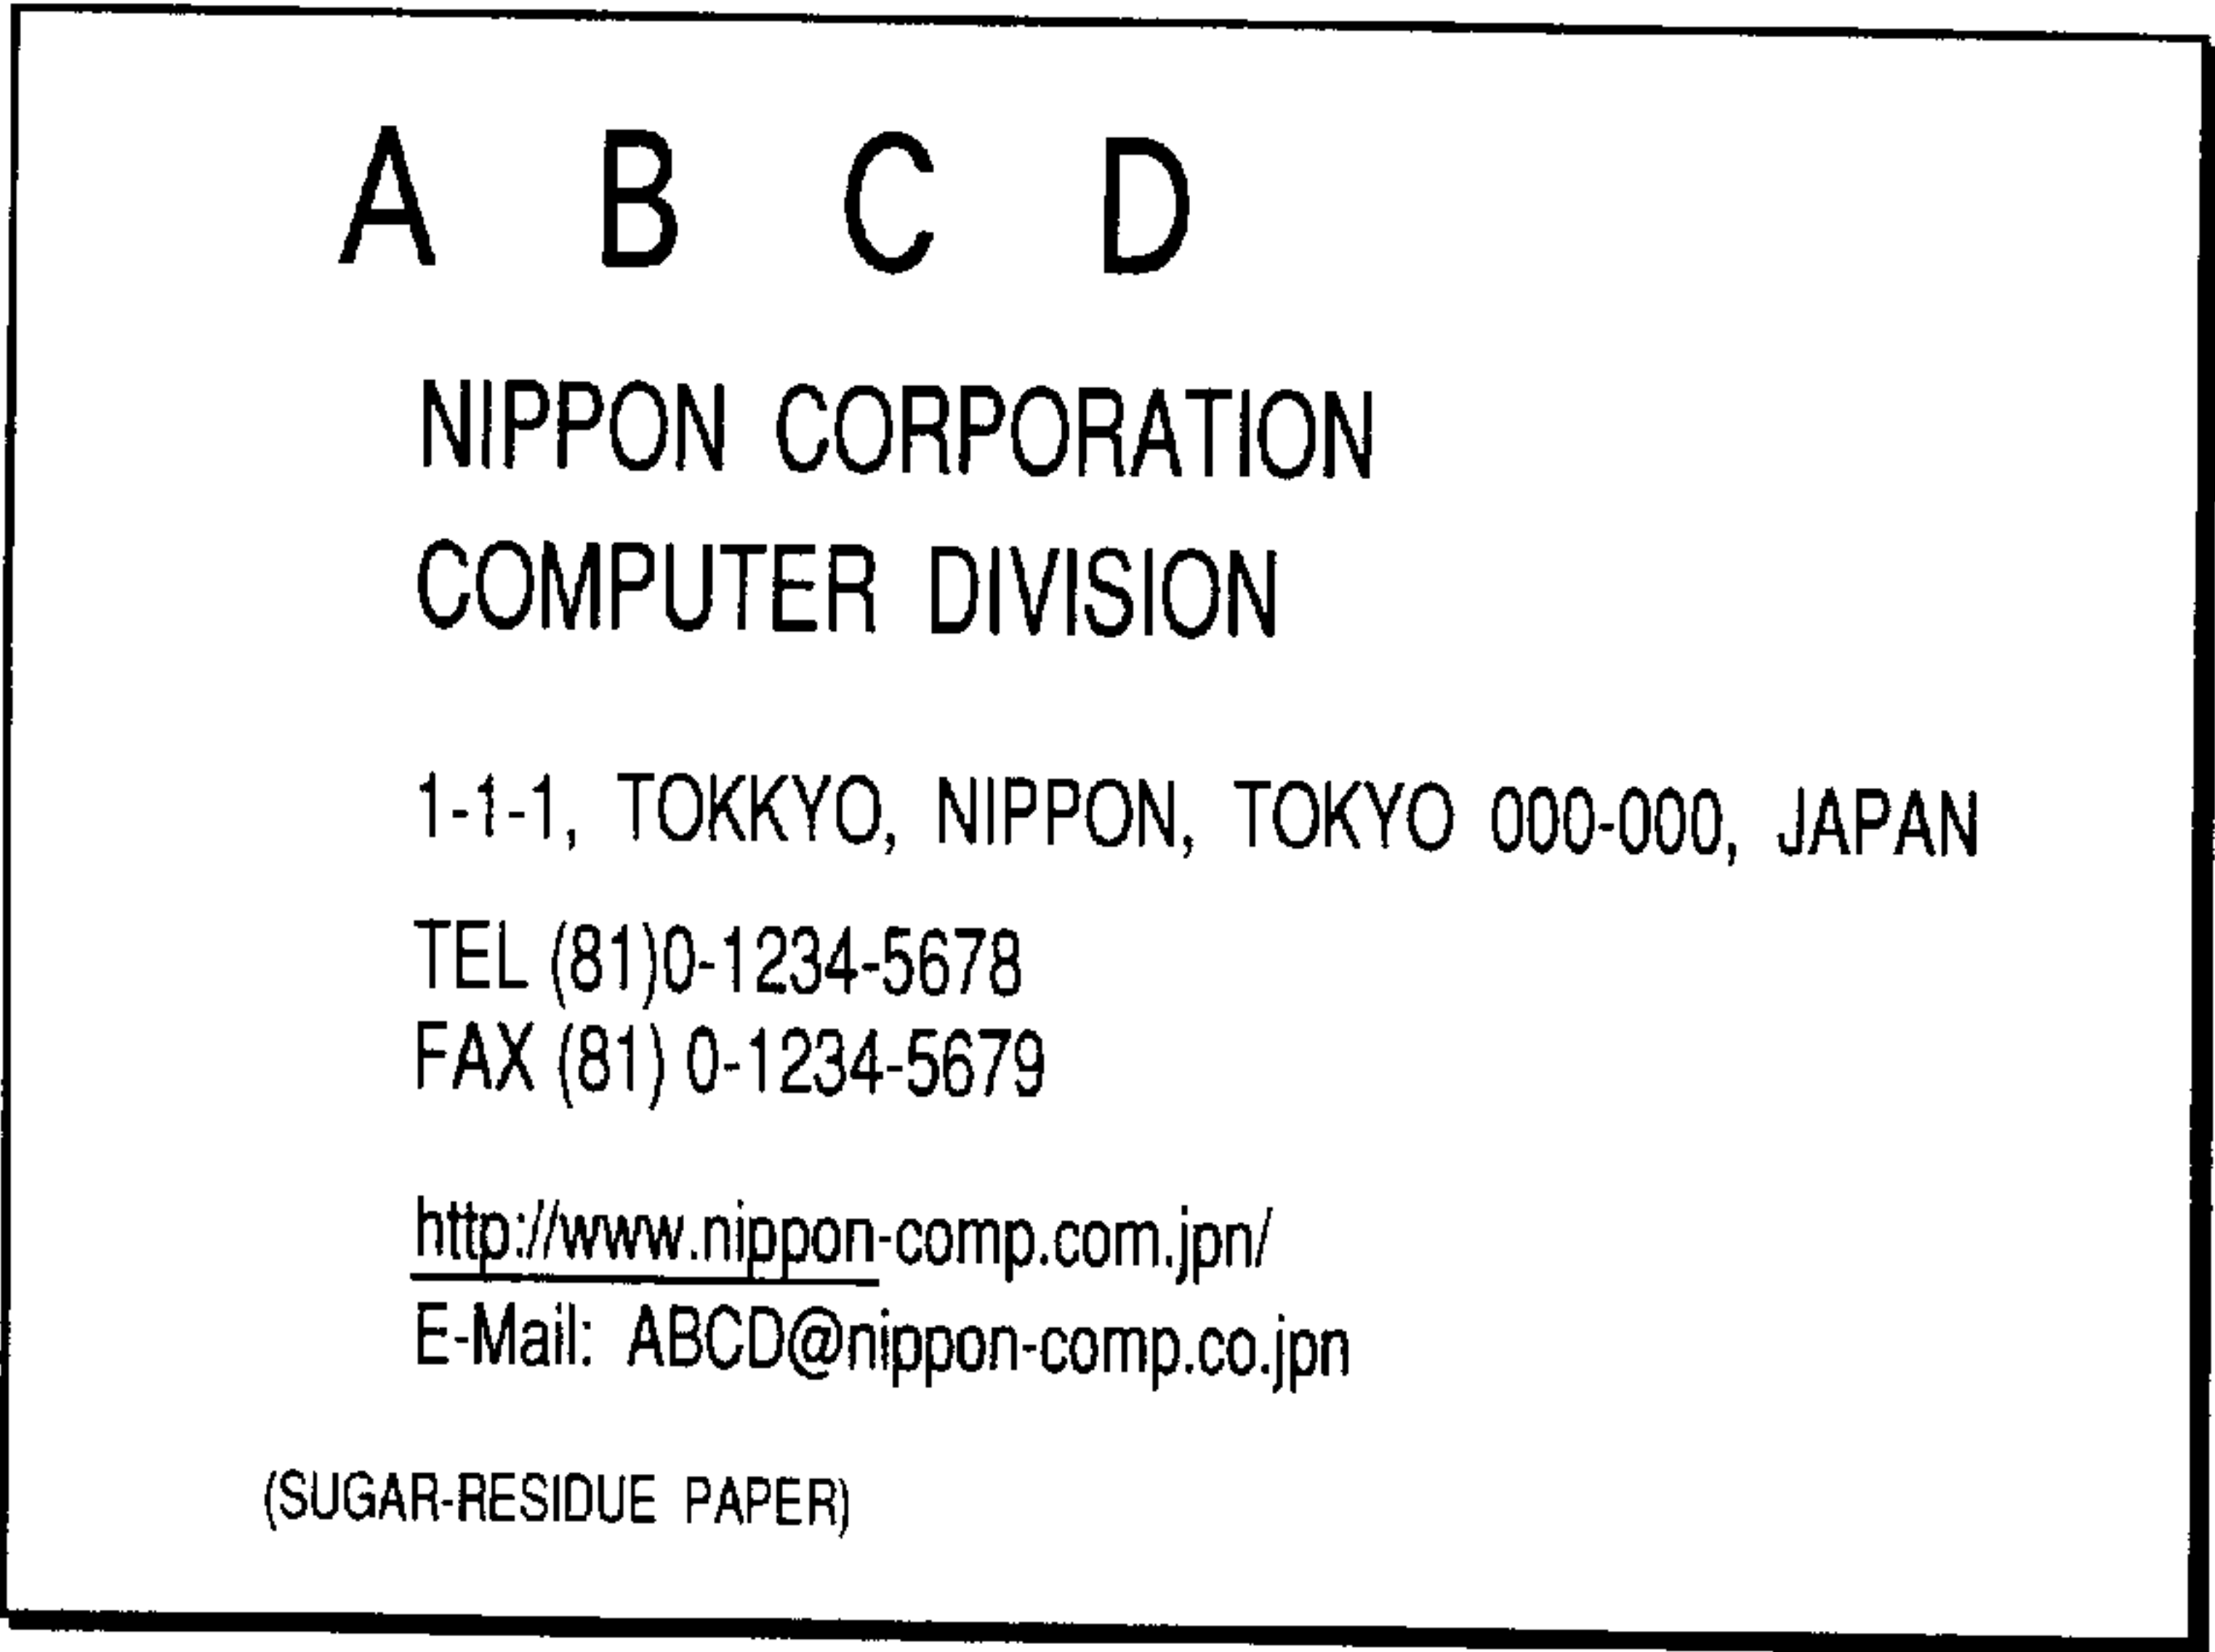 A B C D
NIPPON CORPORATION
COMPUTER DIVISION
1-1-1, TOKKYO, NIPPON, TOKYO 000-000, JAPAN
TEL (81)0-1234-5678
FAX (81) 0-1234-5679
http://www.nippon-comp.com.jpn/
E-Mail: ABCD@nippon-comp.co.jpn
(SUGAR-RESIDUE PAPER)